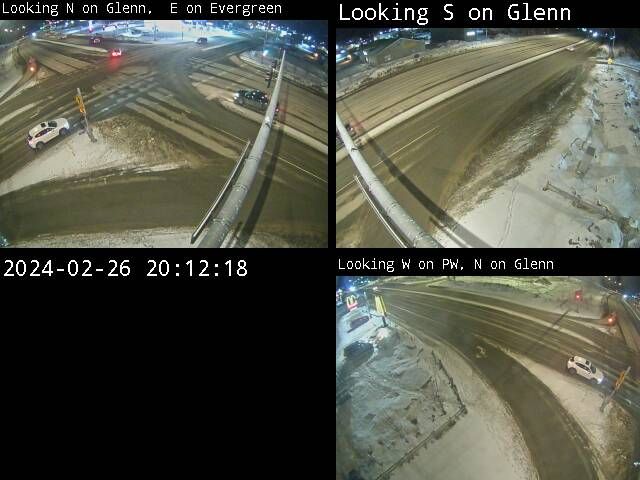 Looking N on Glenn,  E on Evergreen
Looking S on Glenn
2024-02-26 20:12:18
Looking W on PW, N on Glenn